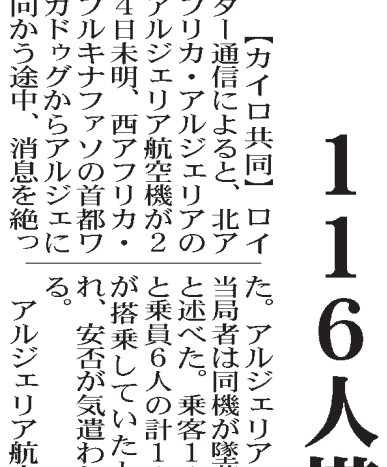 116人
【カイロ共同】ロイ
ター通信によると、北ア
フリカ・アルジェリアの
アルジェリア航空機が2
4日未明、西アフリカ・
ブルキナファソの首都ワ
ガドゥグからアルジェに
向かう途中、消息を絶っ
た。アルジェリア
当局者は同機が墜
と述べた。乗客1
と乗員6人の計1
が搭乗していた
れ、安否が気遣わ
る。
アルジェリア航